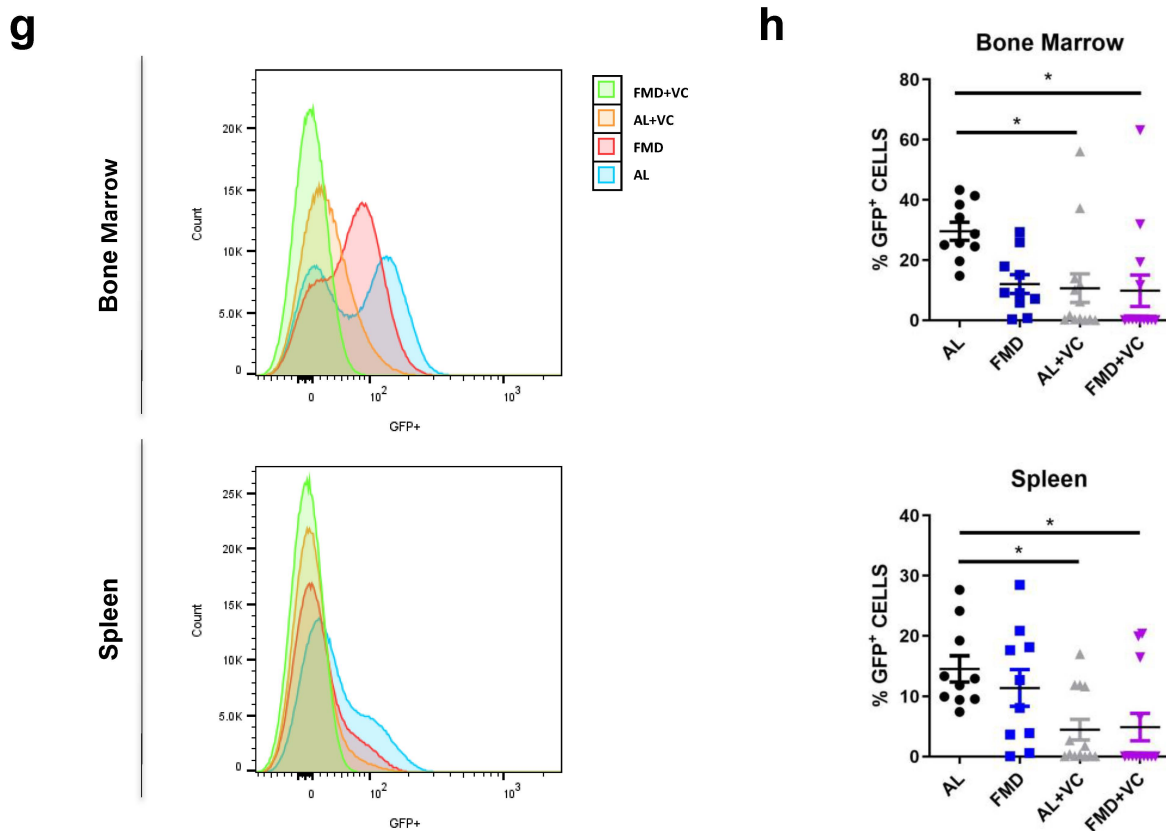 g
Bone Marrow
Count
20K
15K
10K
5.0K
0
0
10^2
10^3
GFP+
FMD+VC
AL+VC
FMD
AL
Spleen
Count
25K
20K
15K
10K
5.0K
0
0
10^2
10^3
GFP+
h
Bone Marrow
% GFP+ CELLS
80
60
40
20
0
*
*
AL
FMD
AL+VC
FMD+VC
Spleen
% GFP+ CELLS
40
30
20
10
0
*
*
AL
FMD
AL+VC
FMD+VC